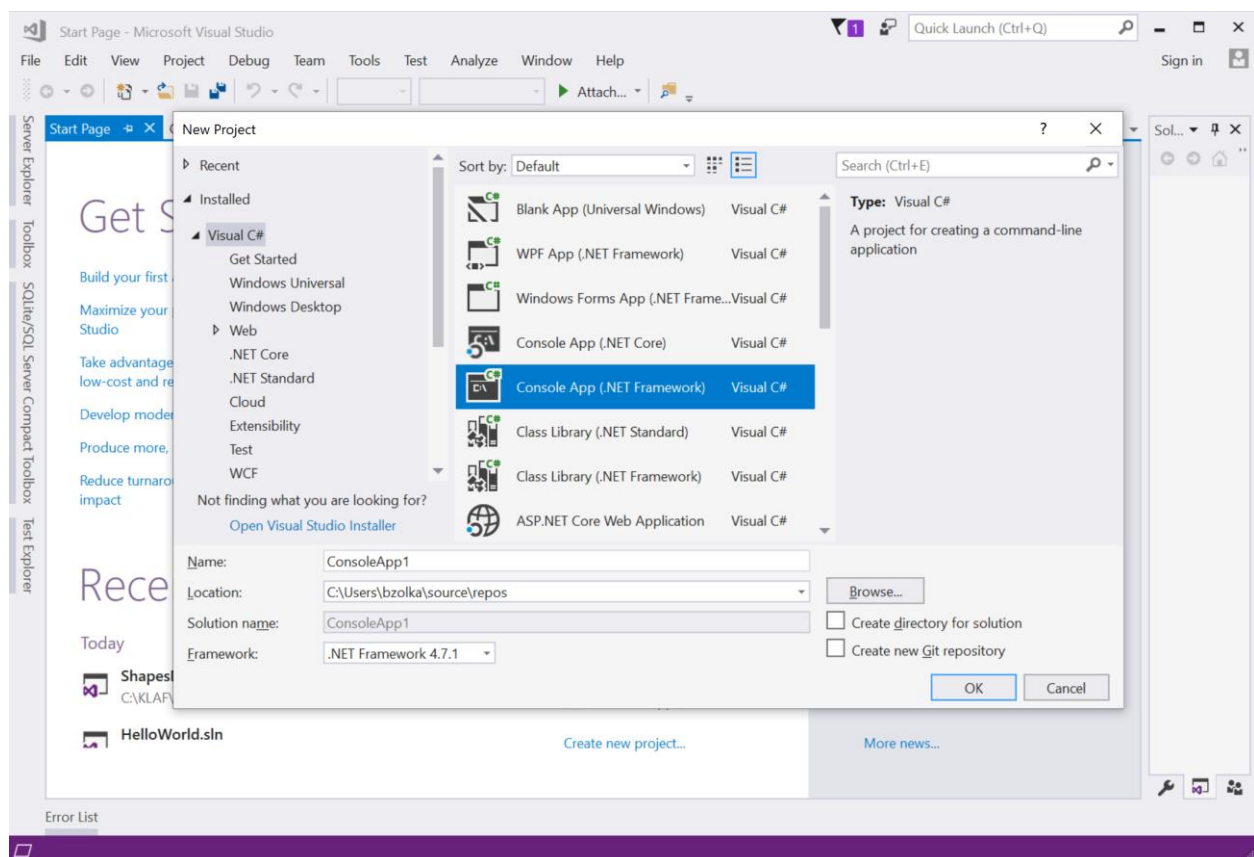 Start Page - Microsoft Visual Studio
1
Quick Launch (Ctrl+Q)
File Edit View Project Debug Team Tools Test Analyze Window Help
Sign in
Attach...
Server Explorer
Toolbox
SQLite/SQL Server Compact Toolbox
Test Explorer
Start Page
Sol...
Get S
Build your first
Maximize your
Studio
Take advantage
low-cost and re
Develop moder
Produce more,
Reduce turnaro
impact
Rece
Today
Shapes
C:\KLAF\
HelloWorld.sln
Create new project...
More news...
New Project
?
Recent
Installed
Visual C#
Get Started
Windows Universal
Windows Desktop
Web
.NET Core
.NET Standard
Cloud
Extensibility
Test
WCF
Not finding what you are looking for?
Open Visual Studio Installer
Sort by: Default
Search (Ctrl+E)
Blank App (Universal Windows) Visual C#
WPF App (.NET Framework) Visual C#
Windows Forms App (.NET Frame...Visual C#
Console App (.NET Core) Visual C#
Console App (.NET Framework) Visual C#
Class Library (.NET Standard) Visual C#
Class Library (.NET Framework) Visual C#
ASP.NET Core Web Application Visual C#
Type: Visual C#
A project for creating a command-line
application
Name: ConsoleApp1
Location: C:\Users\bzolka\source\repos
Browse...
Solution name: ConsoleApp1
Create directory for solution
Framework: .NET Framework 4.7.1
Create new Git repository
OK Cancel
Error List